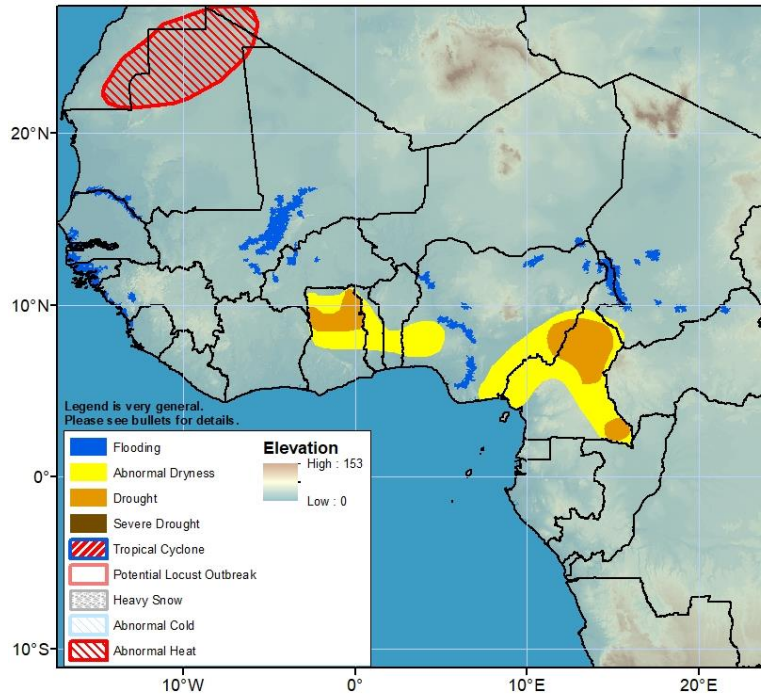 20°N
10°N
0°
10°S
Legend is very general.
Please see bullets for details.
Flooding
Abnormal Dryness
Drought
Severe Drought
Tropical Cyclone
Potential Locust Outbreak
Heavy Snow
Abnormal Cold
Abnormal Heat
Elevation
High : 153
Low : 0
10°W
0°
10°E
20°E